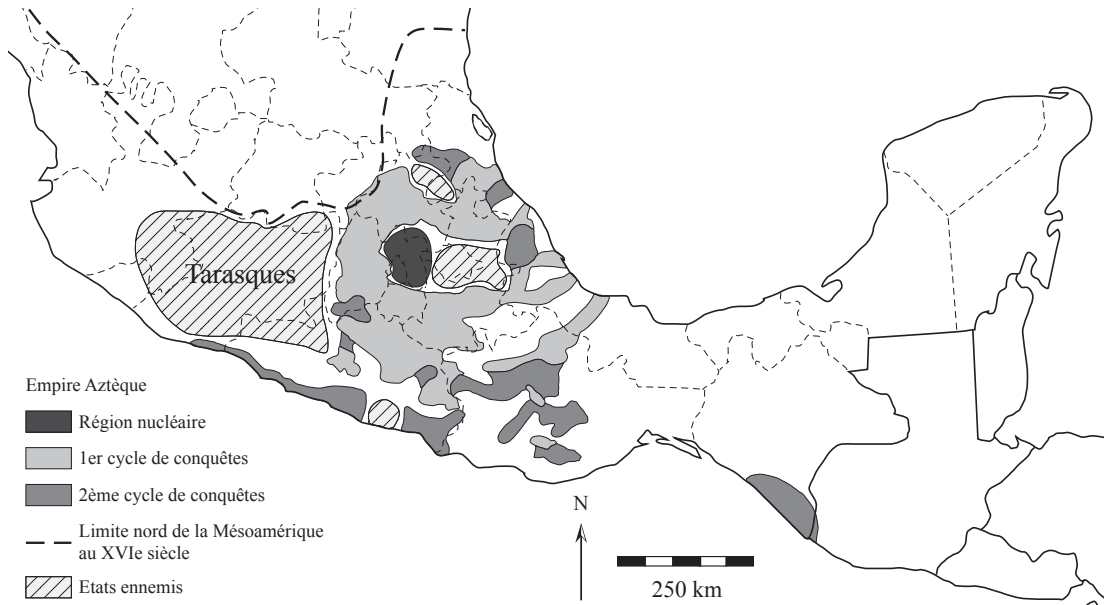 Tarasques
Empire Aztèque
Région nucléaire
1er cycle de conquêtes
2ème cycle de conquêtes
Limite nord de la Mésoamérique
au XVIe siècle
Etats ennemis
N
250 km